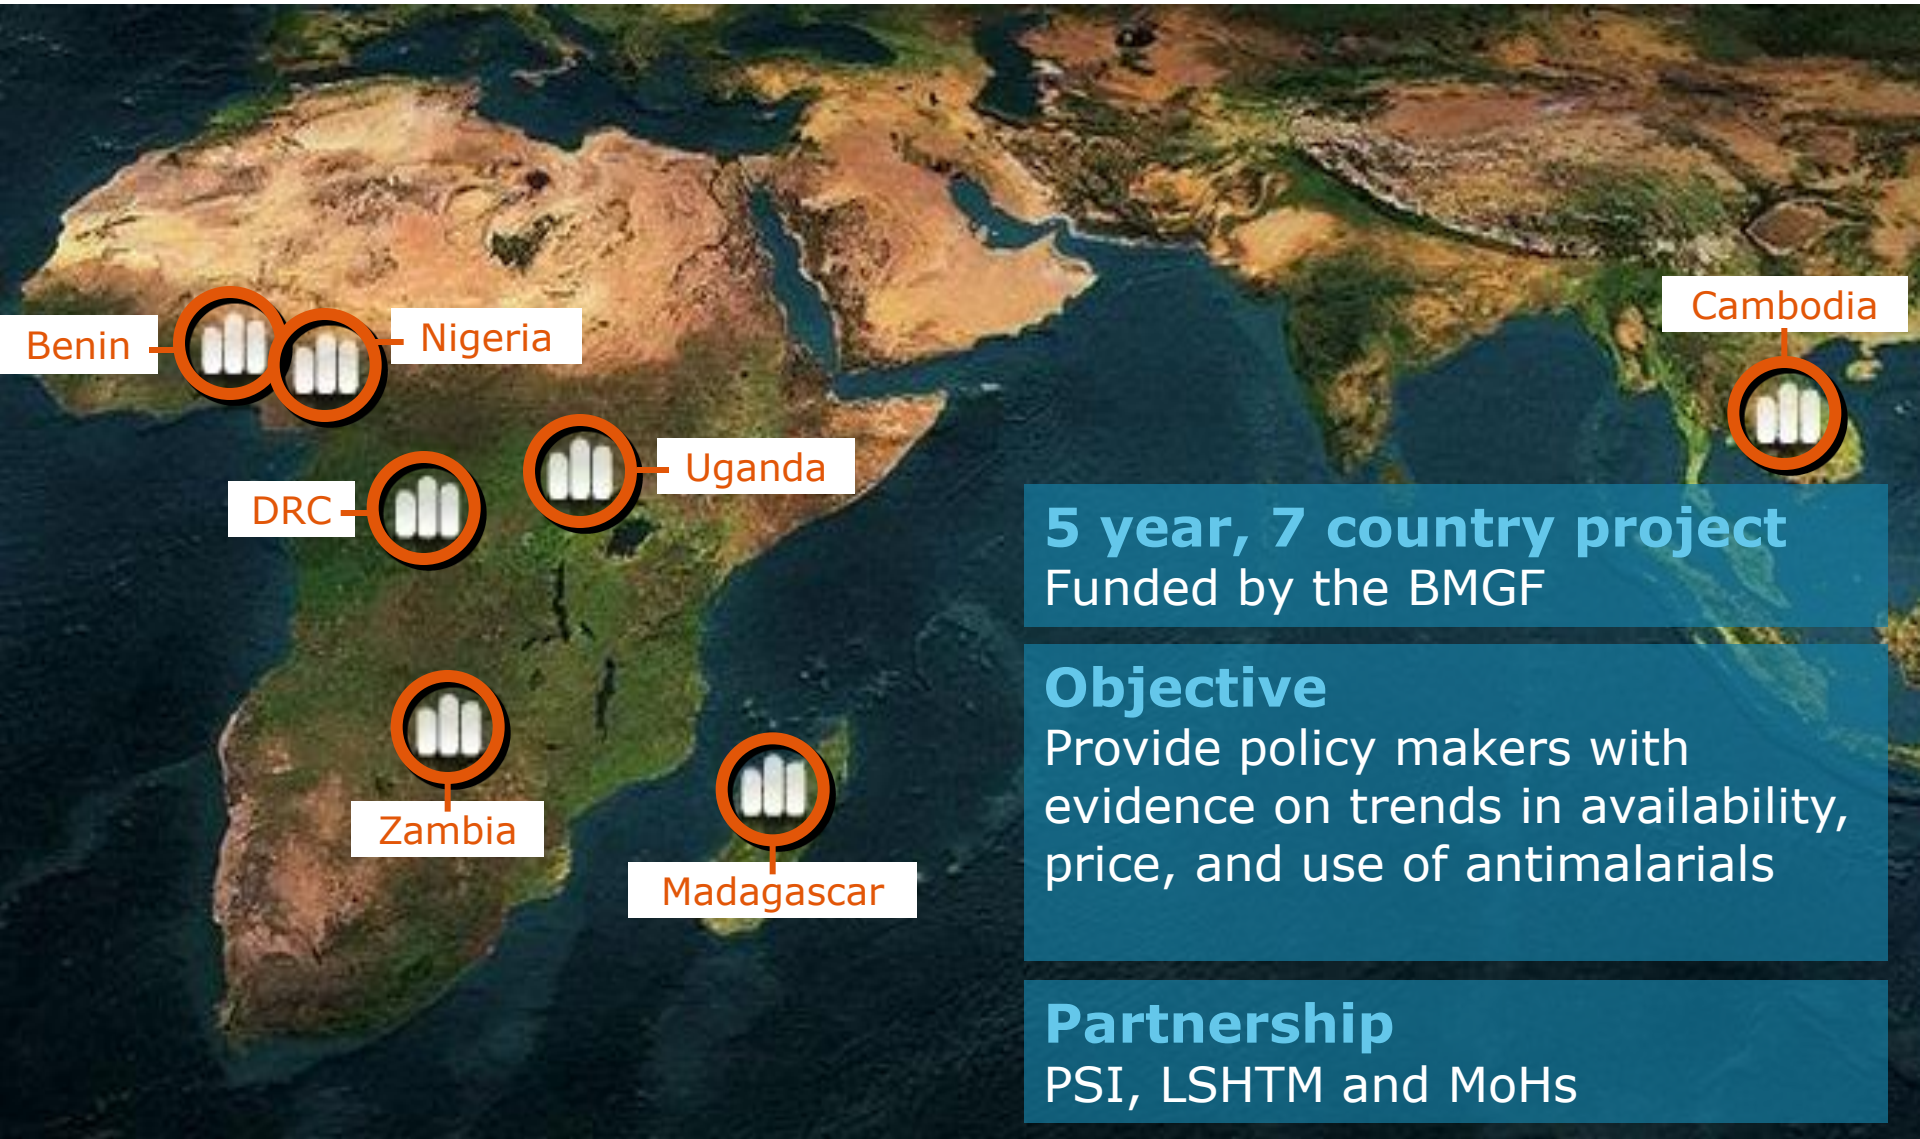 Benin
Nigeria
Cambodia
Uganda
DRC
Zambia
Madagascar
5 year, 7 country project
Funded by the BMGF
Objective
Provide policy makers with
evidence on trends in availability,
price, and use of antimalarials
Partnership
PSI, LSHTM and MoHs